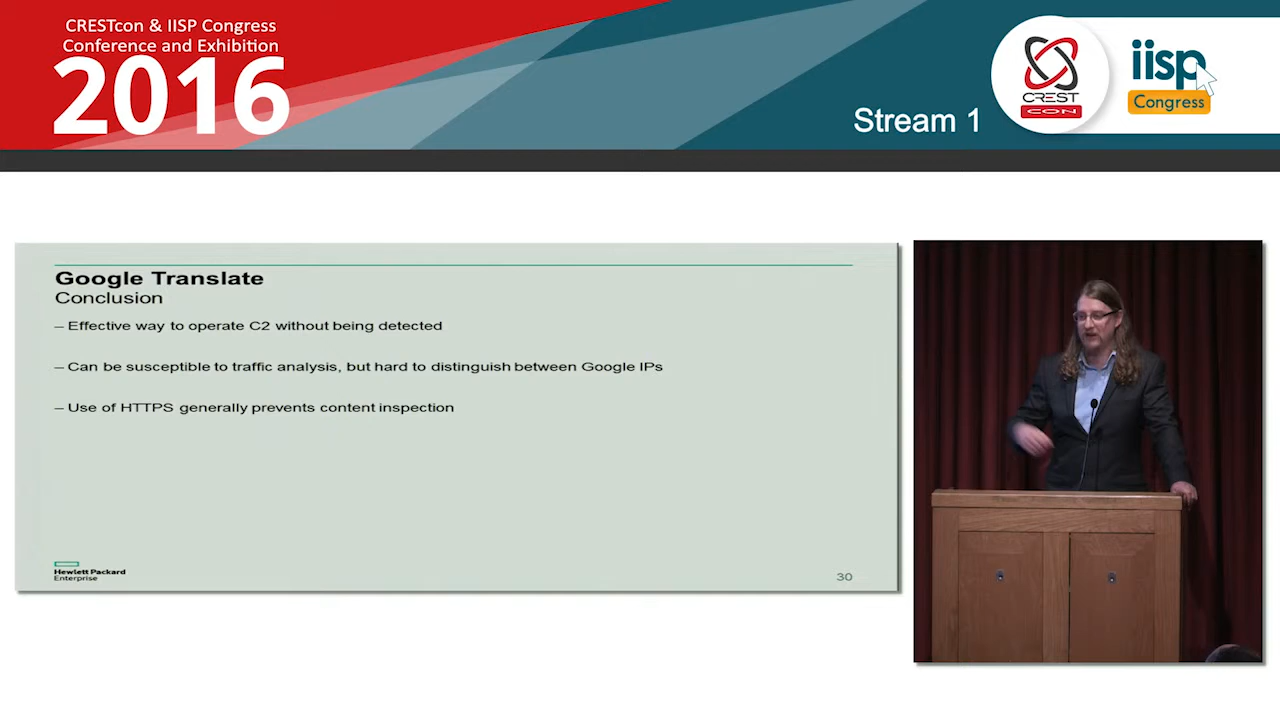 CRESTcon & IISP Congress
Conference and Exhibition
2016
Stream 1
CREST
CON
iisp
Congress
Google Translate
Conclusion
– Effective way to operate C2 without being detected
– Can be susceptible to traffic analysis, but hard to distinguish between Google IPs
– Use of HTTPS generally prevents content inspection
Hewlett Packard
Enterprise
30